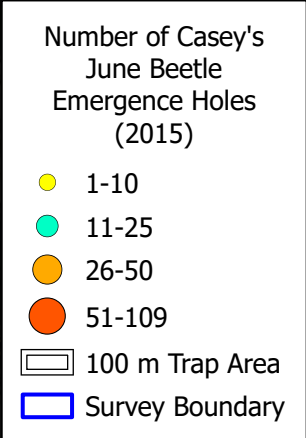 Number of Casey's
June Beetle
Emergence Holes
(2015)
1-10
11-25
26-50
51-109
100 m Trap Area
Survey Boundary